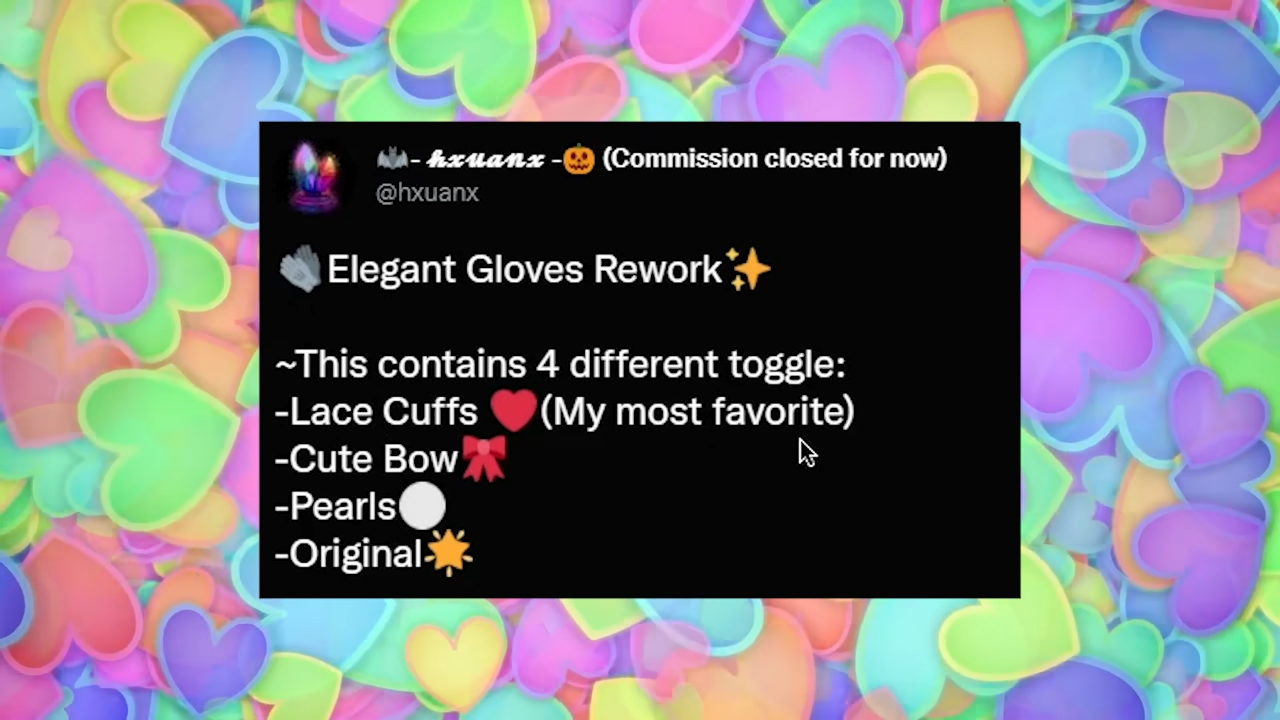 🦇- 𝓱𝔁𝓾𝓪𝓷𝔁 -🎃 (Commission closed for now)
@hxuanx
🧤Elegant Gloves Rework✨
~This contains 4 different toggle:
-Lace Cuffs ❤️(My most favorite)
-Cute Bow🎀
-Pearls⚪
-Original🌟